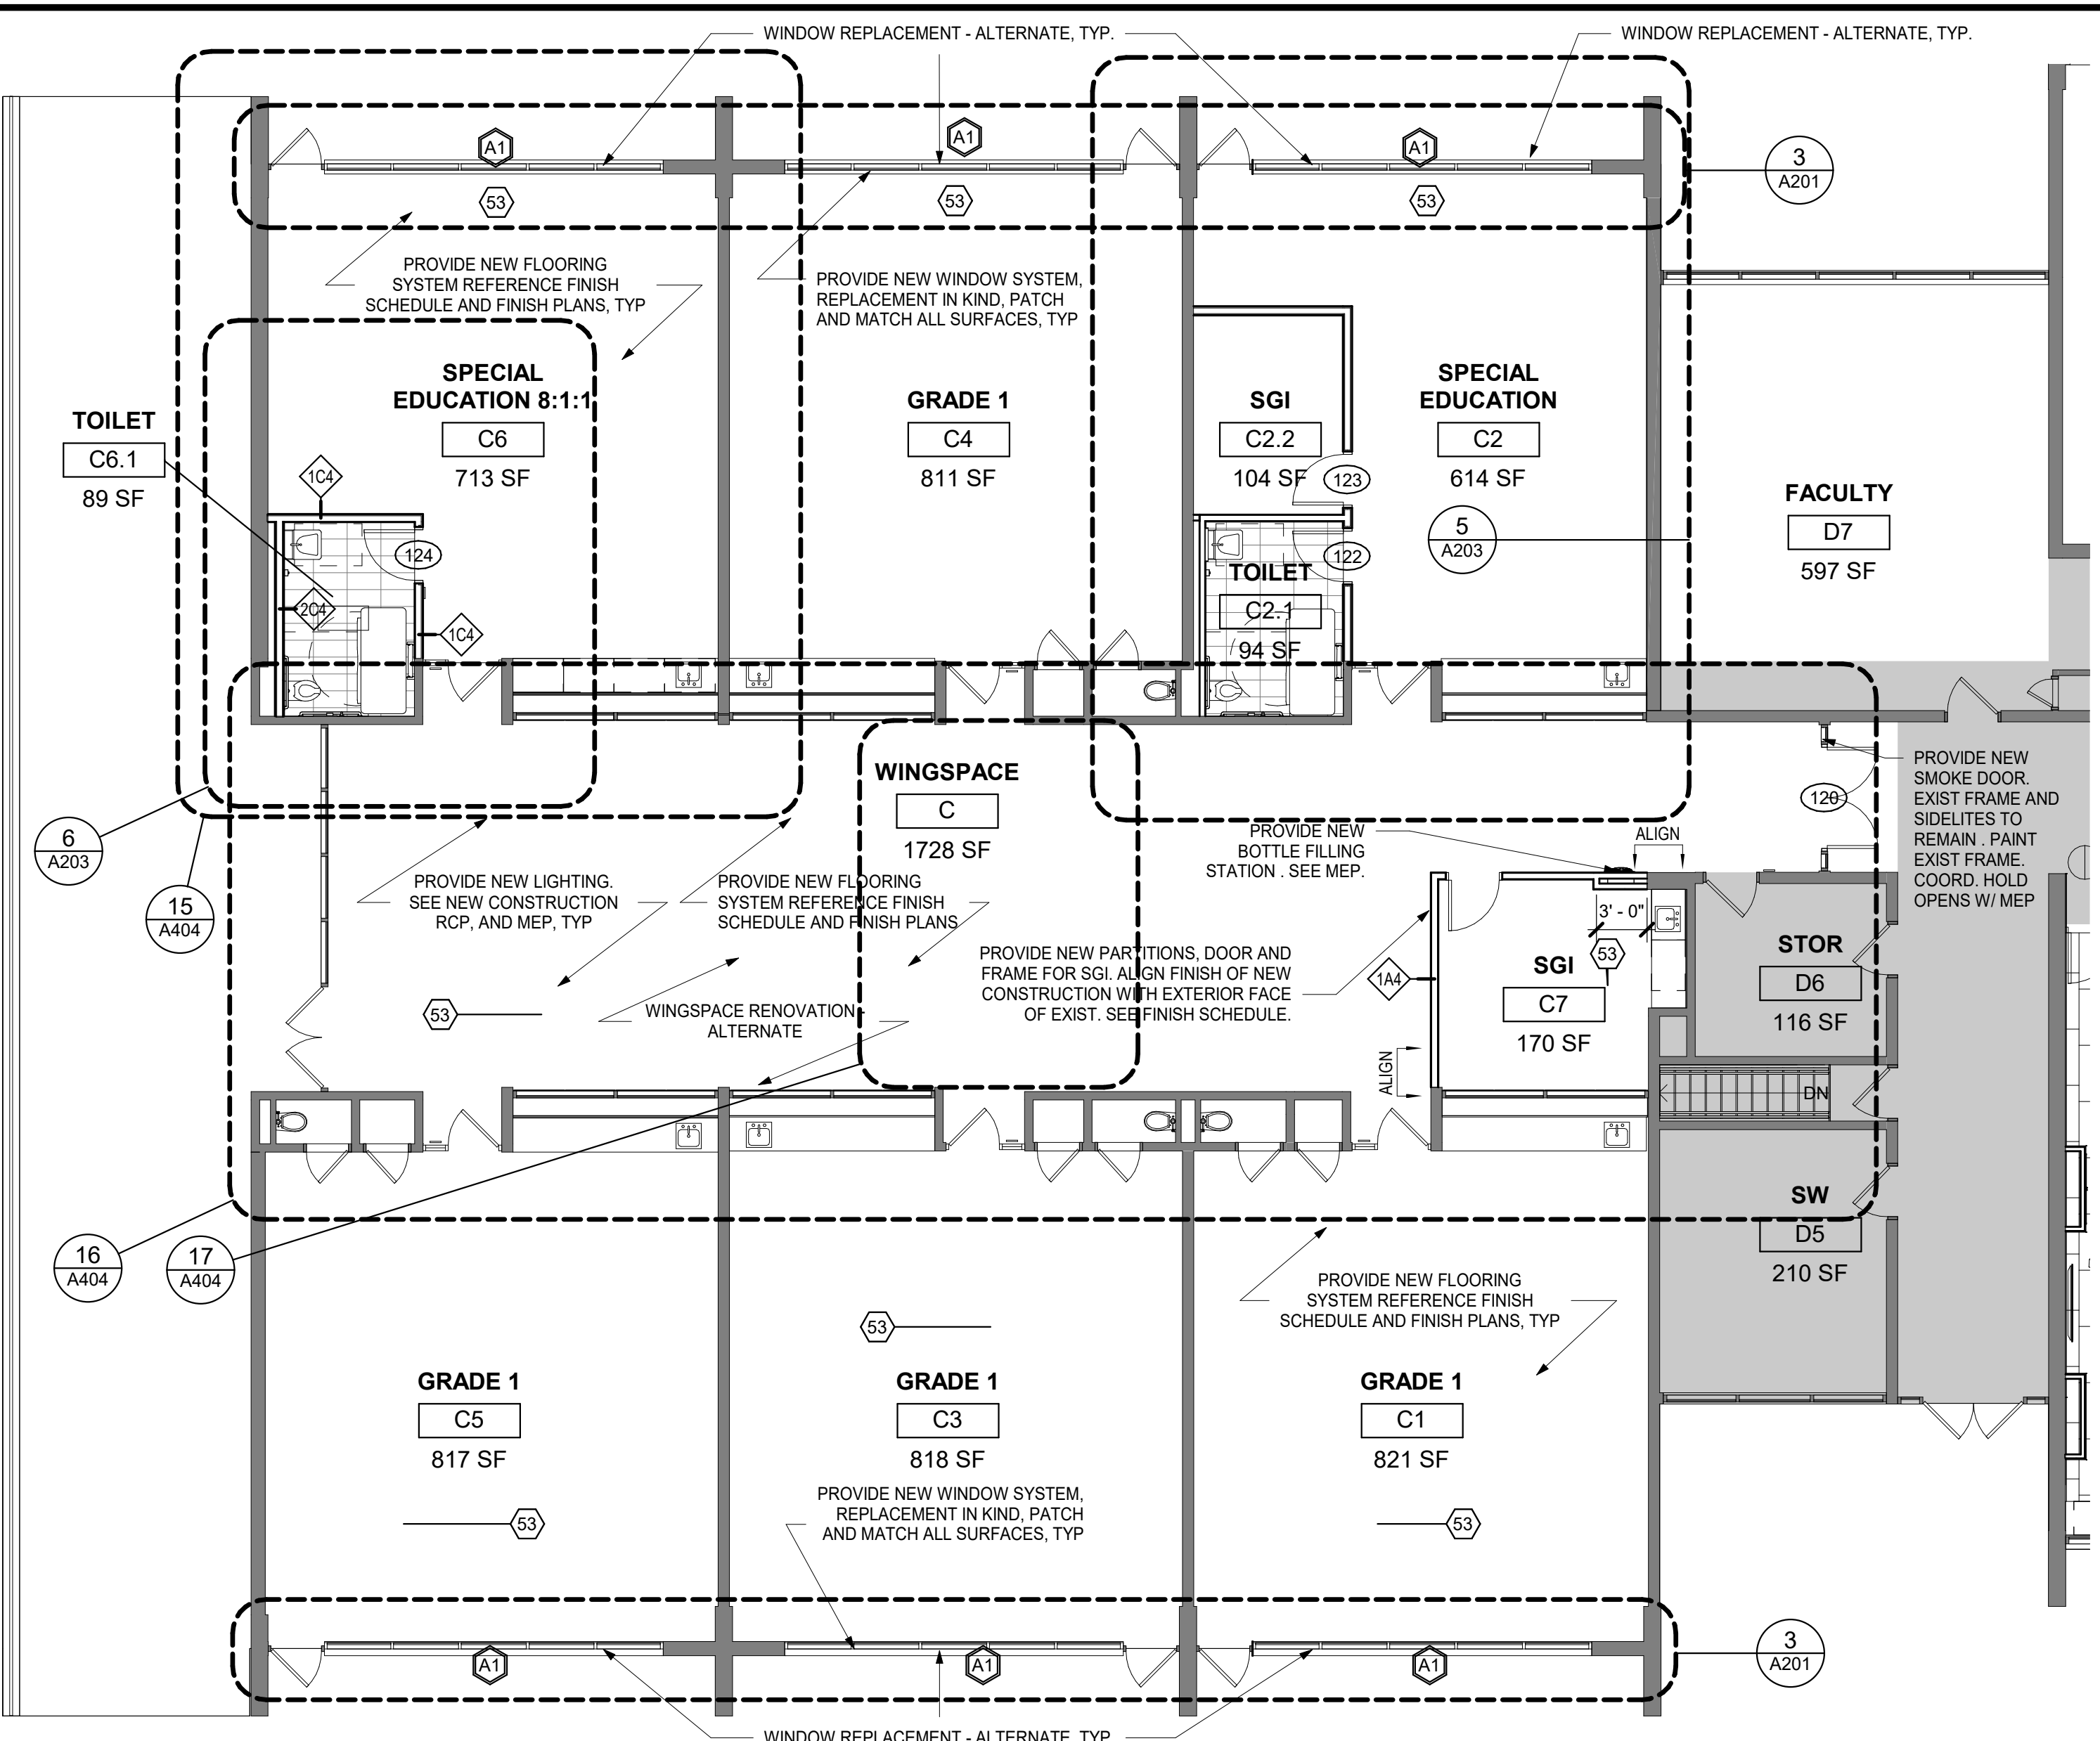 WINDOW REPLACEMENT - ALTERNATE, TYP.
WINDOW REPLACEMENT - ALTERNATE, TYP.
A1
A1
A1
3
A201
53
53
53
PROVIDE NEW FLOORING
SYSTEM REFERENCE FINISH
SCHEDULE AND FINISH PLANS, TYP
PROVIDE NEW WINDOW SYSTEM,
REPLACEMENT IN KIND, PATCH
AND MATCH ALL SURFACES, TYP
TOILET
C6.1
89 SF
SPECIAL
EDUCATION 8:1:1
C6
713 SF
GRADE 1
C4
811 SF
SGI
C2.2
104 SF
SPECIAL
EDUCATION
C2
614 SF
FACULTY
D7
597 SF
1C4
123
5
A203
124
122
2C4
1C4
TOILET
C2.1
94 SF
WINGSPACE
C
1728 SF
PROVIDE NEW
SMOKE DOOR.
EXIST FRAME AND
SIDELITES TO
REMAIN . PAINT
EXIST FRAME.
COORD. HOLD
OPENS W/ MEP
120
6
A203
15
A404
PROVIDE NEW
BOTTLE FILLING
STATION . SEE MEP.
ALIGN
PROVIDE NEW LIGHTING.
SEE NEW CONSTRUCTION
RCP, AND MEP, TYP
PROVIDE NEW FLOORING
SYSTEM REFERENCE FINISH
SCHEDULE AND FINISH PLANS
3' - 0"
53
PROVIDE NEW PARTITIONS, DOOR AND
FRAME FOR SGI. ALIGN FINISH OF NEW
CONSTRUCTION WITH EXTERIOR FACE
OF EXIST. SEE FINISH SCHEDULE.
1A4
SGI
C7
170 SF
STOR
D6
116 SF
53
WINGSPACE RENOVATION -
ALTERNATE
ALIGN
DN
16
A404
17
A404
SW
D5
210 SF
PROVIDE NEW FLOORING
SYSTEM REFERENCE FINISH
SCHEDULE AND FINISH PLANS, TYP
53
GRADE 1
C5
817 SF
GRADE 1
C3
818 SF
GRADE 1
C1
821 SF
PROVIDE NEW WINDOW SYSTEM,
REPLACEMENT IN KIND, PATCH
AND MATCH ALL SURFACES, TYP
53
53
A1
A1
A1
3
A201
WINDOW REPLACEMENT - ALTERNATE, TYP.